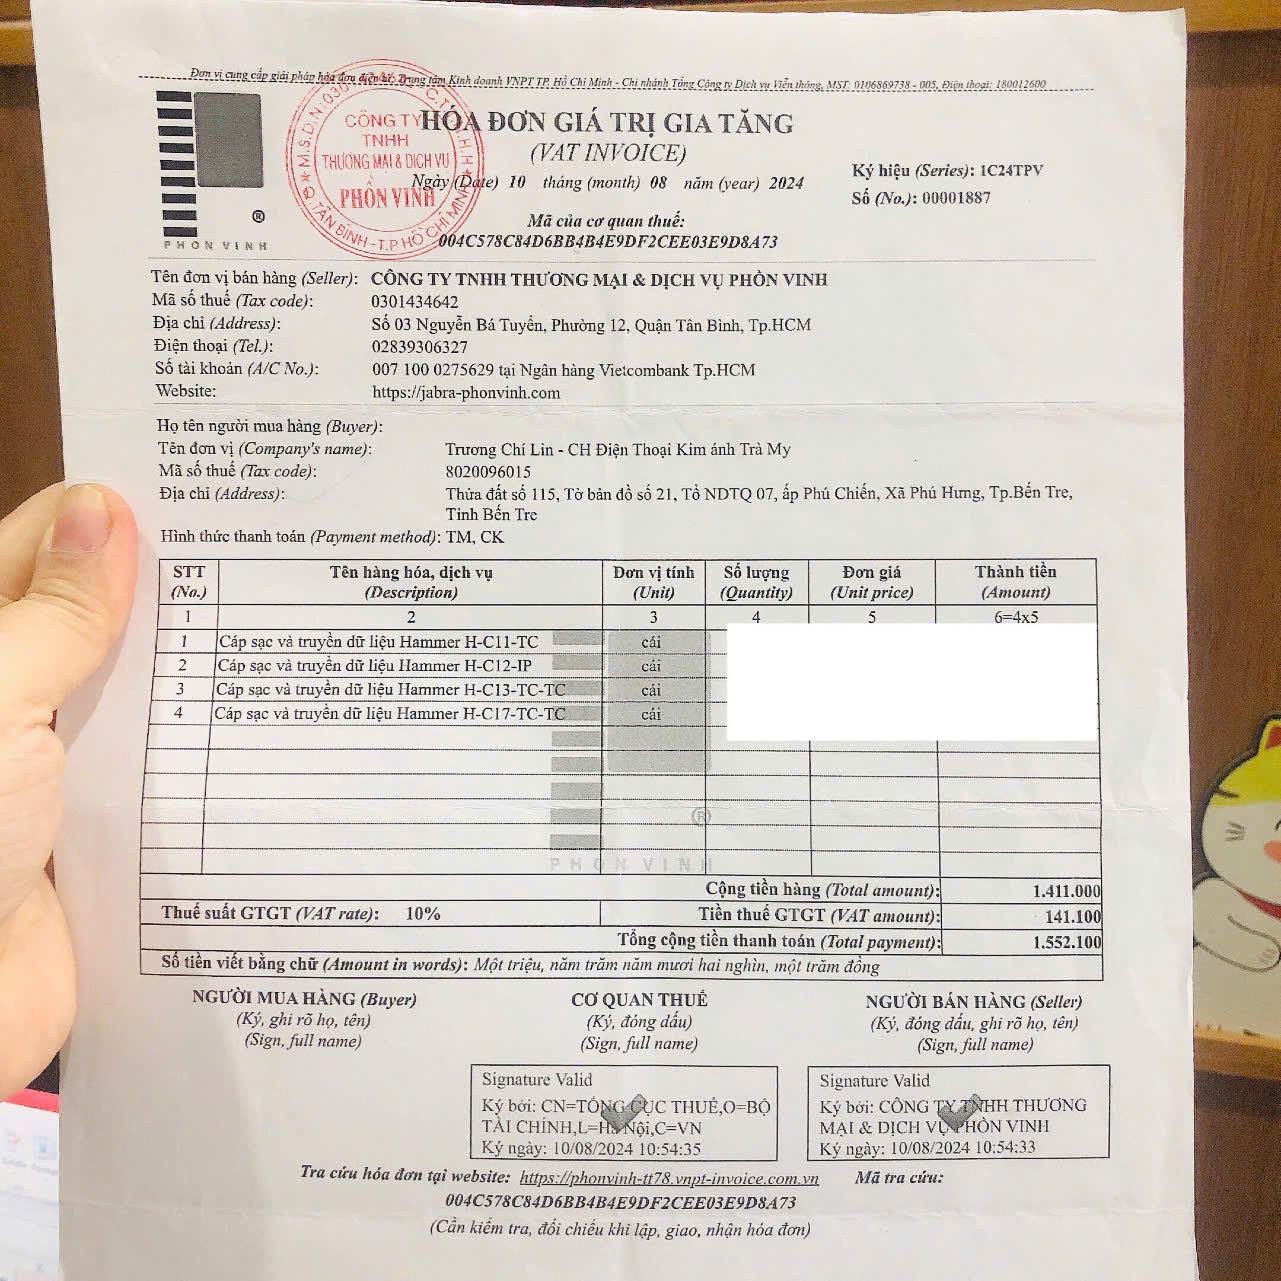 Đơn vị cung cấp giải pháp hóa đơn điện tử: Trung tâm Kinh doanh VNPT TP. Hồ Chí Minh - Chi nhánh Tổng Công ty Dịch vụ Viễn thông, MST: 0106869738 - 005, Điện thoại: 18001260
PHON VINH ®
M.S.D.N:030 C.T.T.N.H.H
CÔNG TY
TNHH
THƯƠNG MẠI & DỊCH VỤ
PHÒN VINH
Q. TÂN BÌNH - T.P HỒ CHÍ MINH
HÓA ĐƠN GIÁ TRỊ GIA TĂNG
(VAT INVOICE)
Ngày (Date) 10 tháng (month) 08 năm (year) 2024
Ký hiệu (Series): 1C24TPV
Số (No.): 00001887
Mã của cơ quan thuế:
004C578C84D6BB4B4E9DF2CEE03E9D8A73
Tên đơn vị bán hàng (Seller): CÔNG TY TNHH THƯƠNG MẠI & DỊCH VỤ PHÒN VINH
Mã số thuế (Tax code): 0301434642
Địa chỉ (Address): Số 03 Nguyễn Bá Tuyển, Phường 12, Quận Tân Bình, Tp.HCM
Điện thoại (Tel.): 02839306327
Số tài khoản (A/C No.): 007 100 0275629 tại Ngân hàng Vietcombank Tp.HCM
Website: https://jabra-phonvinh.com
Họ tên người mua hàng (Buyer):
Tên đơn vị (Company's name): Trương Chí Lin - CH Điện Thoại Kim ánh Trà My
Mã số thuế (Tax code): 8020096015
Địa chỉ (Address): Thửa đất số 115, Tờ bản đồ số 21, Tổ NDTQ 07, ấp Phú Chiến, Xã Phú Hưng, Tp.Bến Tre,
Tỉnh Bến Tre
Hình thức thanh toán (Payment method): TM, CK
STT Tên hàng hóa, dịch vụ Đơn vị tính Số lượng Đơn giá Thành tiền
(No.) (Description) (Unit) (Quantity) (Unit price) (Amount)
1 2 3 4 5 6=4x5
1 Cáp sạc và truyền dữ liệu Hammer H-C11-TC cái
2 Cáp sạc và truyền dữ liệu Hammer H-C12-IP cái
3 Cáp sạc và truyền dữ liệu Hammer H-C13-TC-TC cái
4 Cáp sạc và truyền dữ liệu Hammer H-C17-TC-TC cái
®
PHON VINH
Cộng tiền hàng (Total amount): 1.411.000
Thuế suất GTGT (VAT rate): 10% Tiền thuế GTGT (VAT amount): 141.100
Tổng cộng tiền thanh toán (Total payment): 1.552.100
Số tiền viết bằng chữ (Amount in words): Một triệu, năm trăm năm mươi hai nghìn, một trăm đồng
NGƯỜI MUA HÀNG (Buyer) CƠ QUAN THUẾ NGƯỜI BÁN HÀNG (Seller)
(Ký, ghi rõ họ, tên) (Ký, đóng dấu) (Ký, đóng dấu, ghi rõ họ, tên)
(Sign, full name) (Sign, full name) (Sign, full name)
Signature Valid
Ký bởi: CN=TỔNG CỤC THUẾ,O=BỘ
TÀI CHÍNH,L=Hà Nội,C=VN
Ký ngày: 10/08/2024 10:54:35
Signature Valid
Ký bởi: CÔNG TY TNHH THƯƠNG
MẠI & DỊCH VỤ PHÒN VINH
Ký ngày: 10/08/2024 10:54:33
Tra cứu hóa đơn tại website: https://phonvinh-tt78.vnpt-invoice.com.vn Mã tra cứu:
004C578C84D6BB4B4E9DF2CEE03E9D8A73
(Cần kiểm tra, đối chiếu khi lập, giao, nhận hóa đơn)